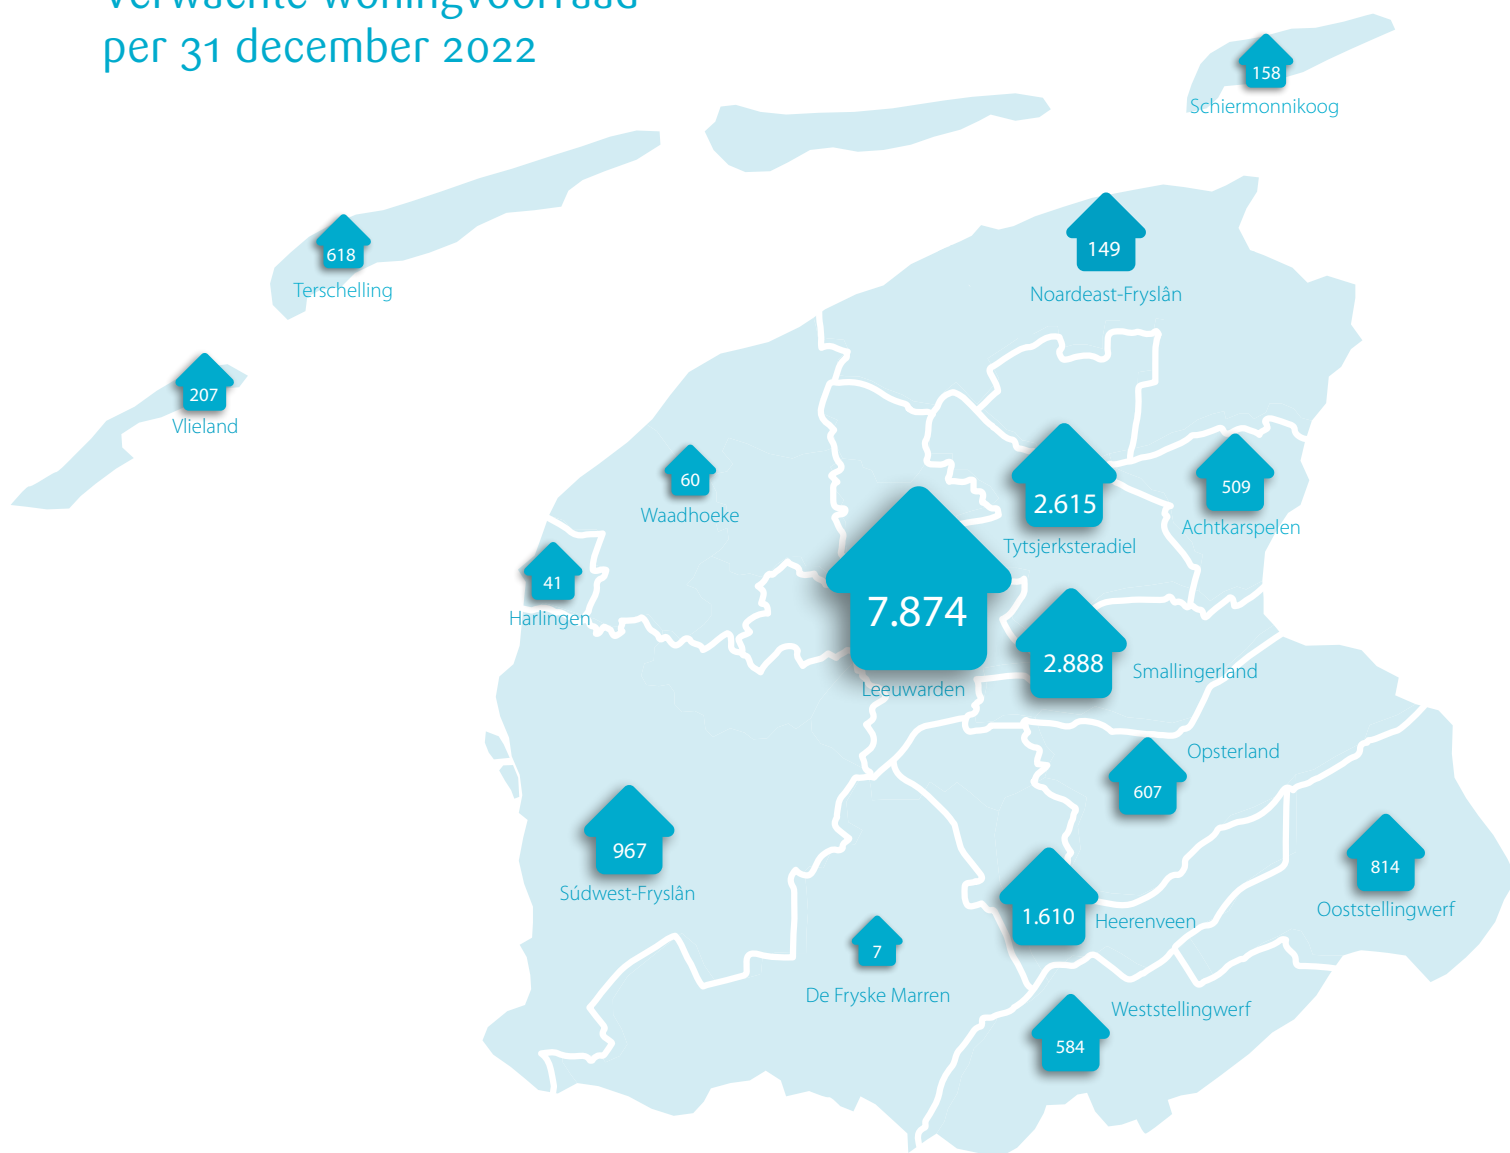 Verwachte woningvoorraad
per 31 december 2022
158
Schiermonnikoog
618
Terschelling
149
Noardeast-Fryslân
207
Vlieland
60
Waadhoeke
2.615
Tytsjerksteradiel
509
Achtkarspelen
41
Harlingen
7.874
Leeuwarden
2.888
Smallingerland
Opsterland
607
967
Súdwest-Fryslân
814
Ooststellingwerf
1.610
Heerenveen
7
De Fryske Marren
Weststellingwerf
584